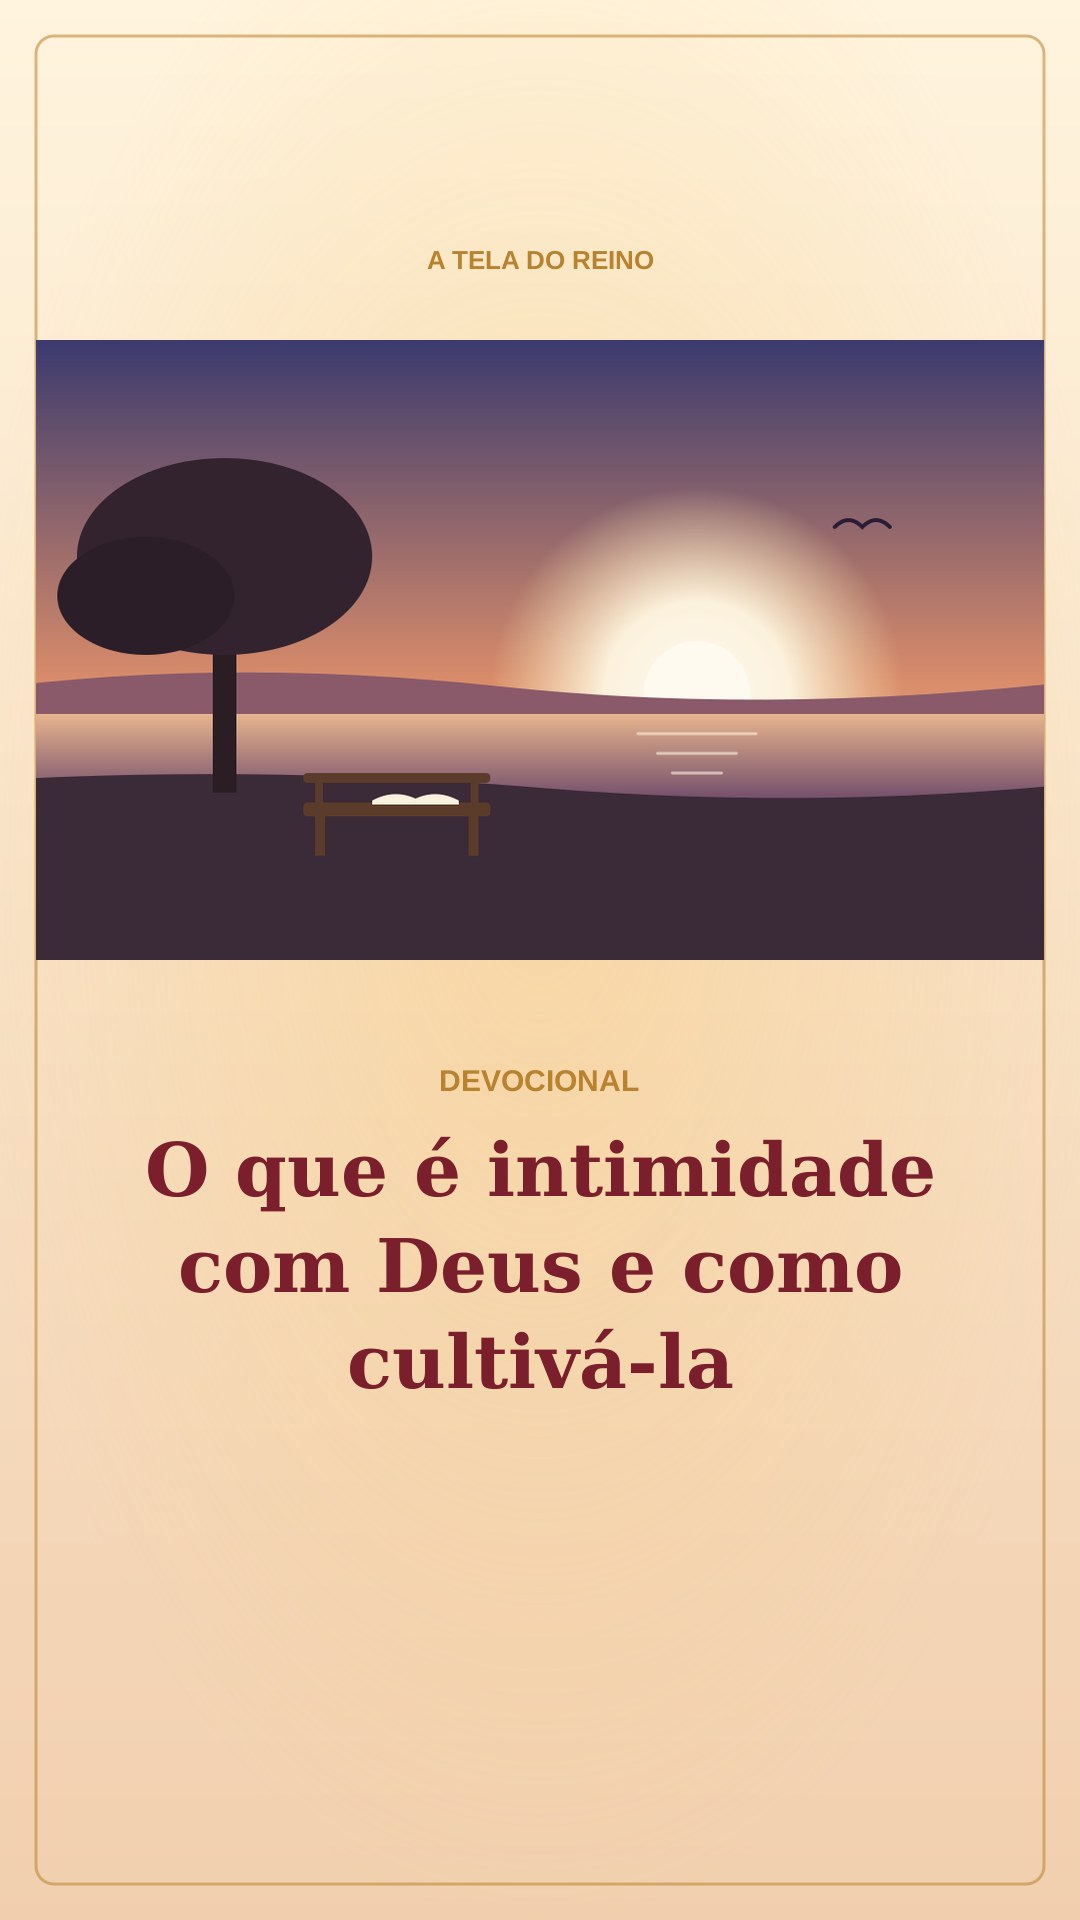 A TELA DO REINO
DEVOCIONAL
O que é intimidade
com Deus e como
cultivá-la